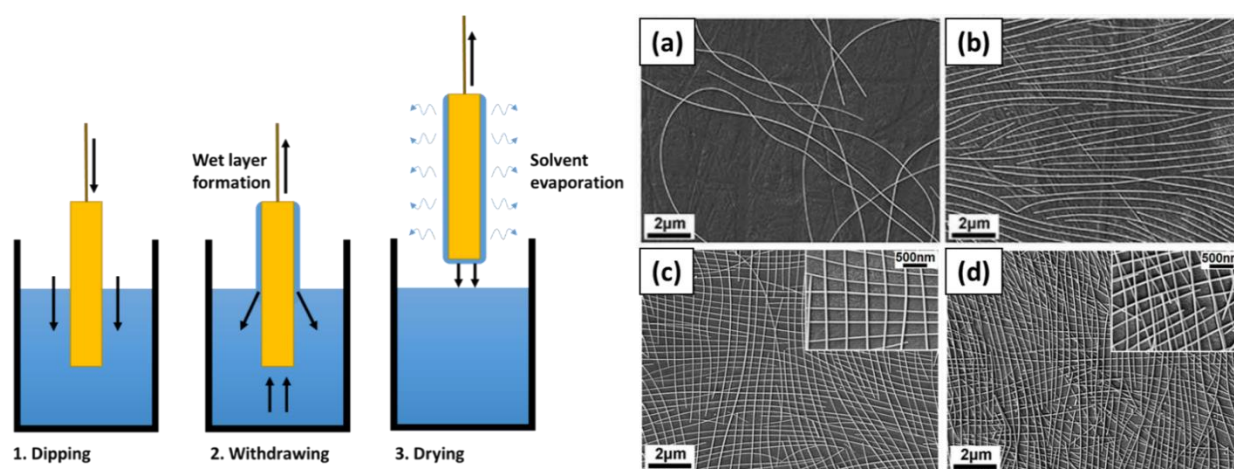 Wet layer
formation
Solvent
evaporation
1. Dipping
2. Withdrawing
3. Drying
(a)
2μm
(b)
2μm
(c)
500nm
2μm
(d)
500nm
2μm